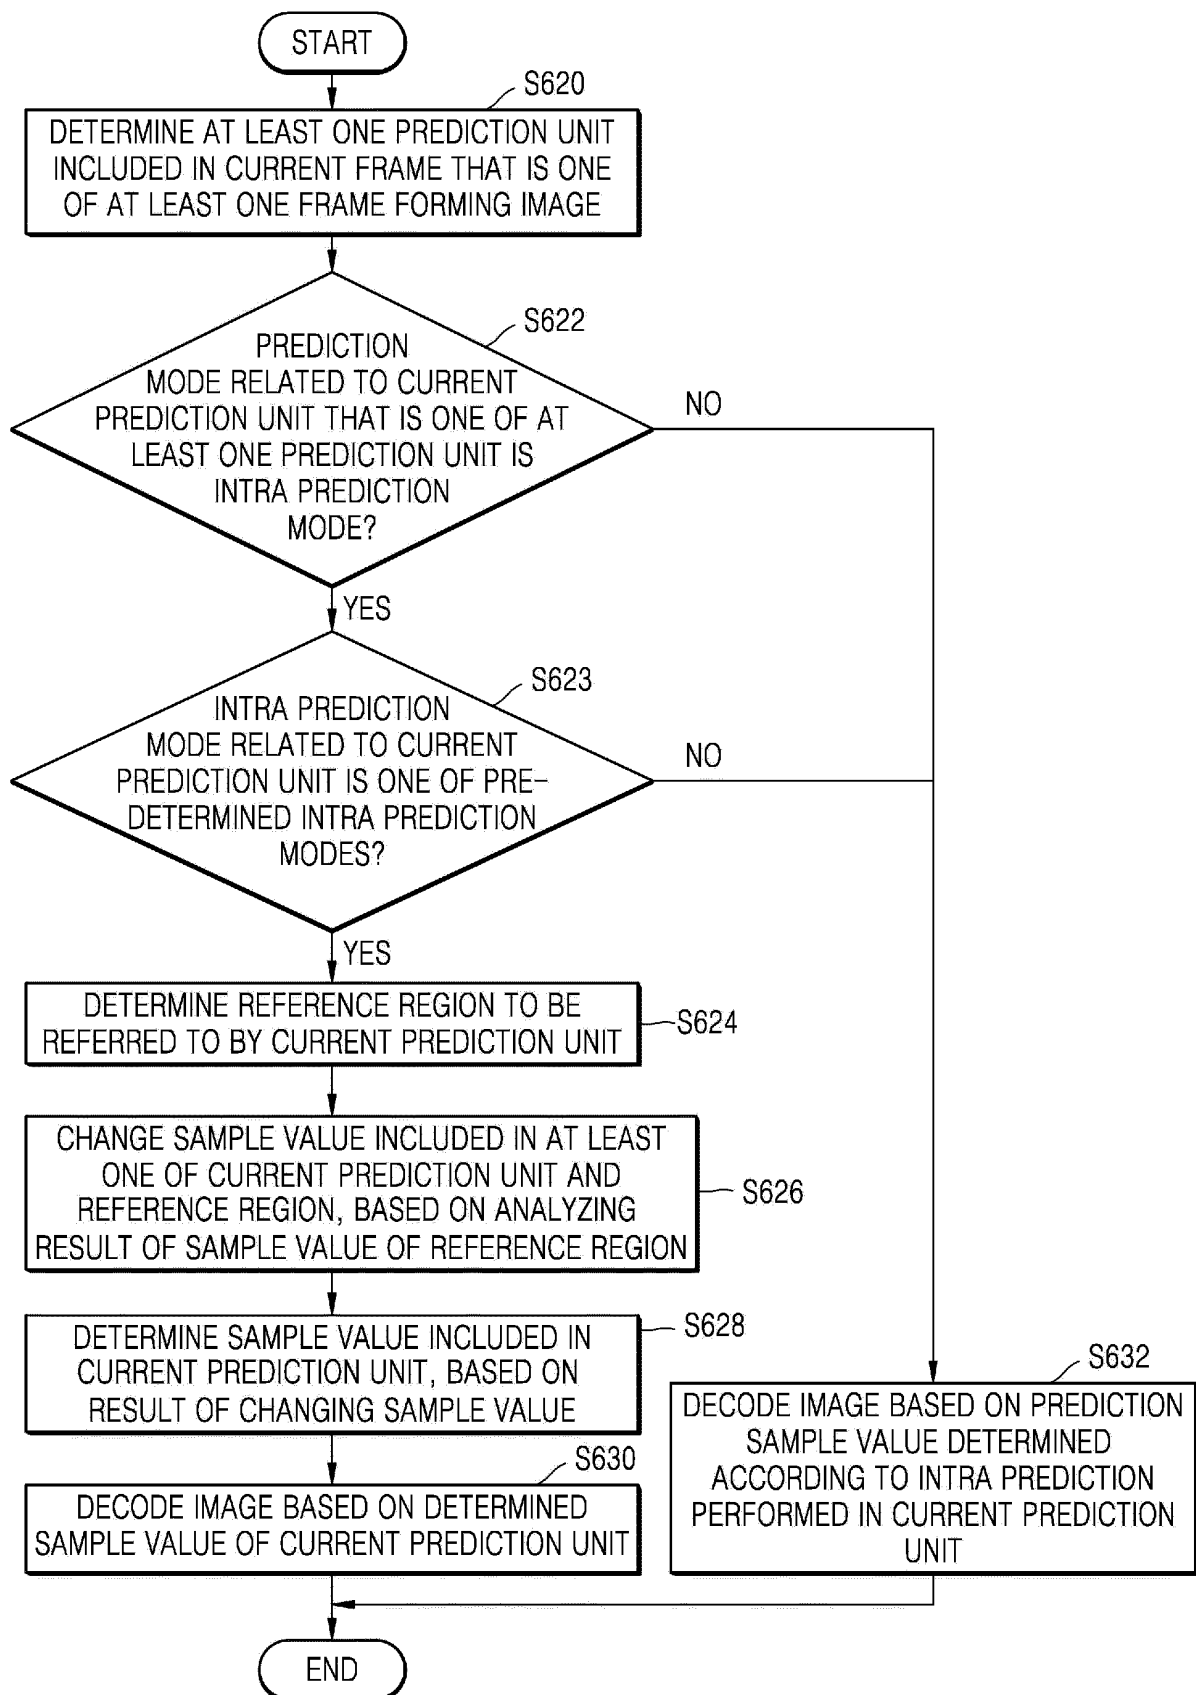 START
S620
DETERMINE AT LEAST ONE PREDICTION UNIT
INCLUDED IN CURRENT FRAME THAT IS ONE
OF AT LEAST ONE FRAME FORMING IMAGE
S622
PREDICTION
MODE RELATED TO CURRENT
PREDICTION UNIT THAT IS ONE OF AT
LEAST ONE PREDICTION UNIT IS
INTRA PREDICTION
MODE?
NO
YES
S623
INTRA PREDICTION
MODE RELATED TO CURRENT
PREDICTION UNIT IS ONE OF PRE-
DETERMINED INTRA PREDICTION
MODES?
NO
YES
DETERMINE REFERENCE REGION TO BE
REFERRED TO BY CURRENT PREDICTION UNIT
S624
CHANGE SAMPLE VALUE INCLUDED IN AT LEAST
ONE OF CURRENT PREDICTION UNIT AND
REFERENCE REGION, BASED ON ANALYZING
RESULT OF SAMPLE VALUE OF REFERENCE REGION
S626
DETERMINE SAMPLE VALUE INCLUDED IN
CURRENT PREDICTION UNIT, BASED ON
RESULT OF CHANGING SAMPLE VALUE
S628
S630
DECODE IMAGE BASED ON DETERMINED
SAMPLE VALUE OF CURRENT PREDICTION UNIT
S632
DECODE IMAGE BASED ON PREDICTION
SAMPLE VALUE DETERMINED
ACCORDING TO INTRA PREDICTION
PERFORMED IN CURRENT PREDICTION
UNIT
END